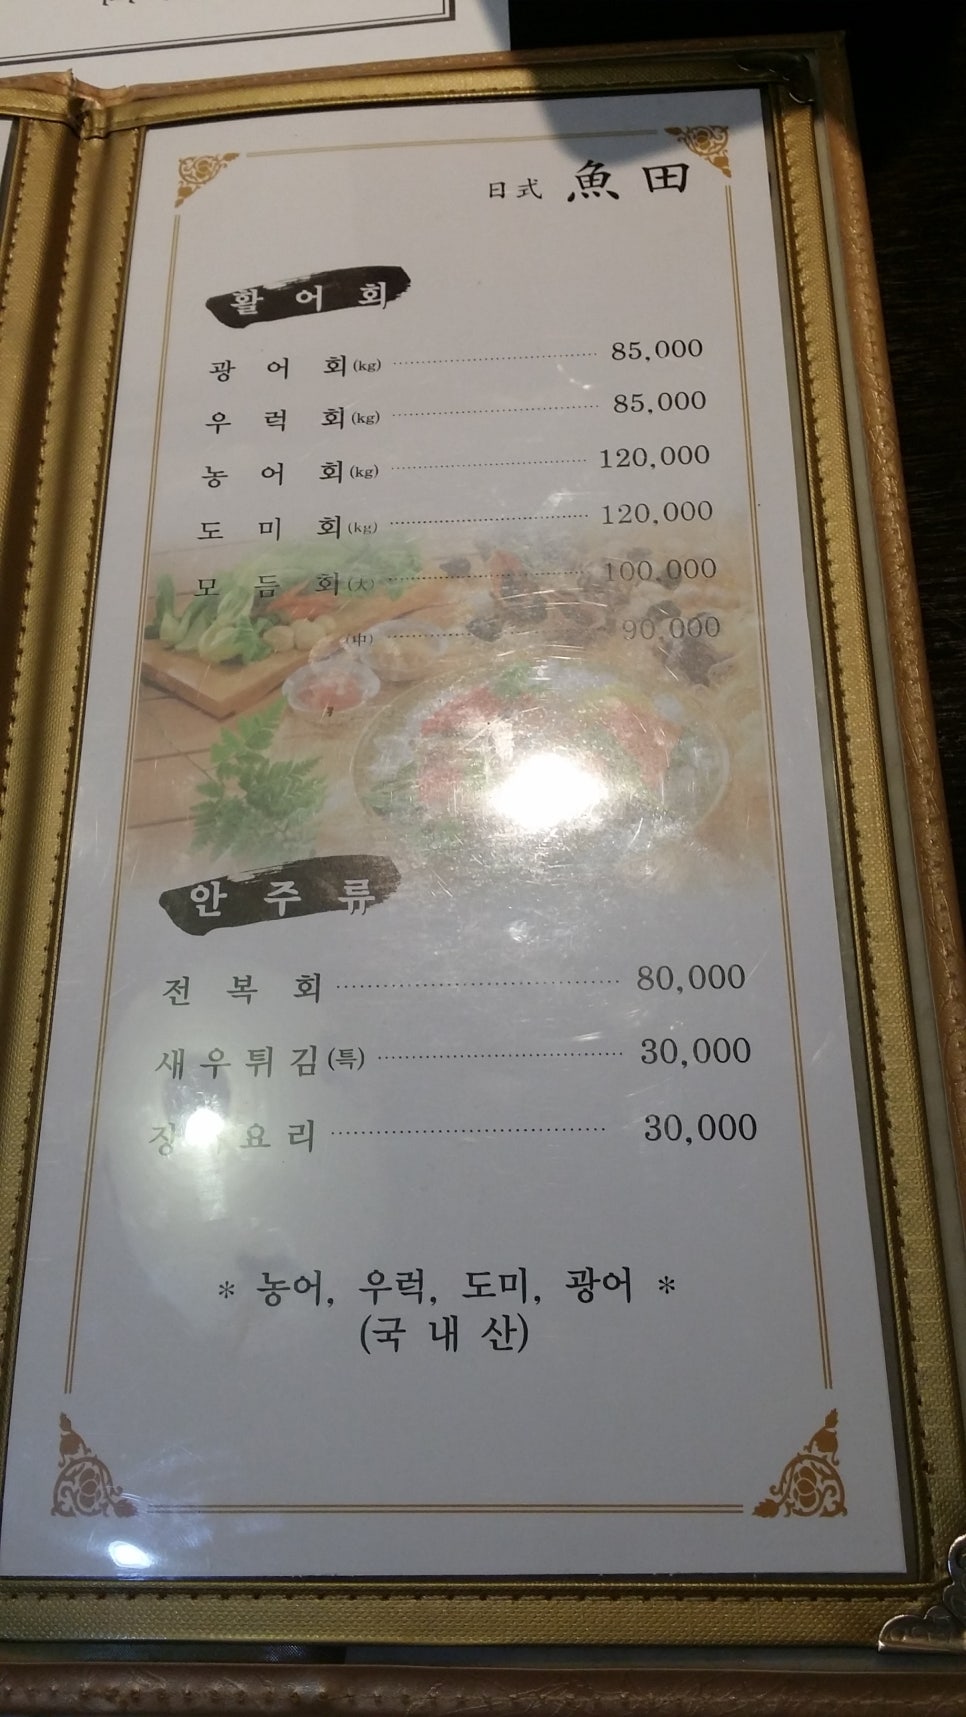 日式 魚田
활어회
광어회(kg) 85,000
우럭회(kg) 85,000
농어회(kg) 120,000
도미회(kg) 120,000
모듬회(大) 100,000
(中) 90,000
안주류
전복회 80,000
새우튀김(특) 30,000
요리 30,000
* 농어, 우럭, 도미, 광어 *
(국내산)